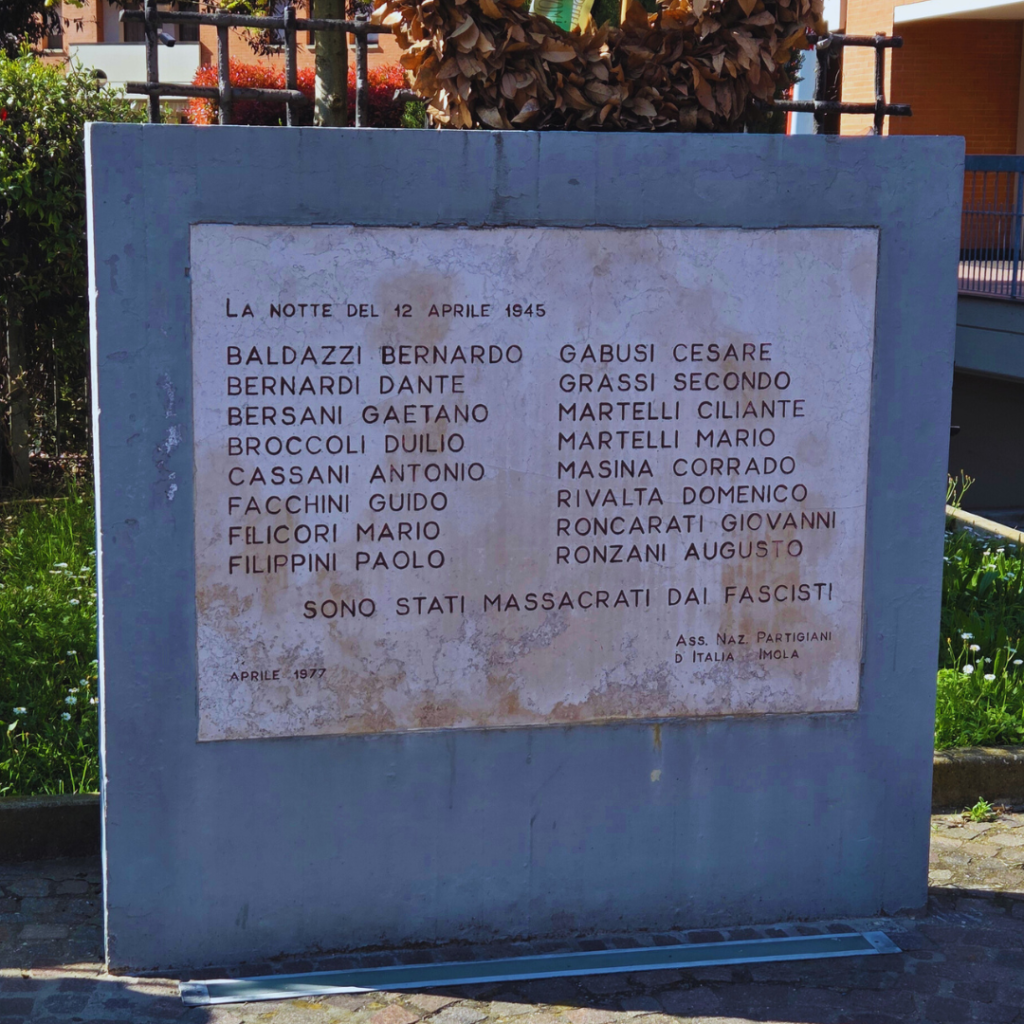 LA NOTTE DEL 12 APRILE 1945
BALDAZZI BERNARDO
BERNARDI DANTE
BERSANI GAETANO
BROCCOLI DUILIO
CASSANI ANTONIO
FACCHINI GUIDO
FELICORI MARIO
FILIPPINI PAOLO
GABUSI CESARE
GRASSI SECONDO
MARTELLI CILIANTE
MARTELLI MARIO
MASINA CORRADO
RIVALTA DOMENICO
RONCARATI GIOVANNI
RONZANI AUGUSTO
SONO STATI MASSACRATI DAI FASCISTI
ASS. NAZ. PARTIGIANI
D ITALIA IMOLA
APRILE 1977